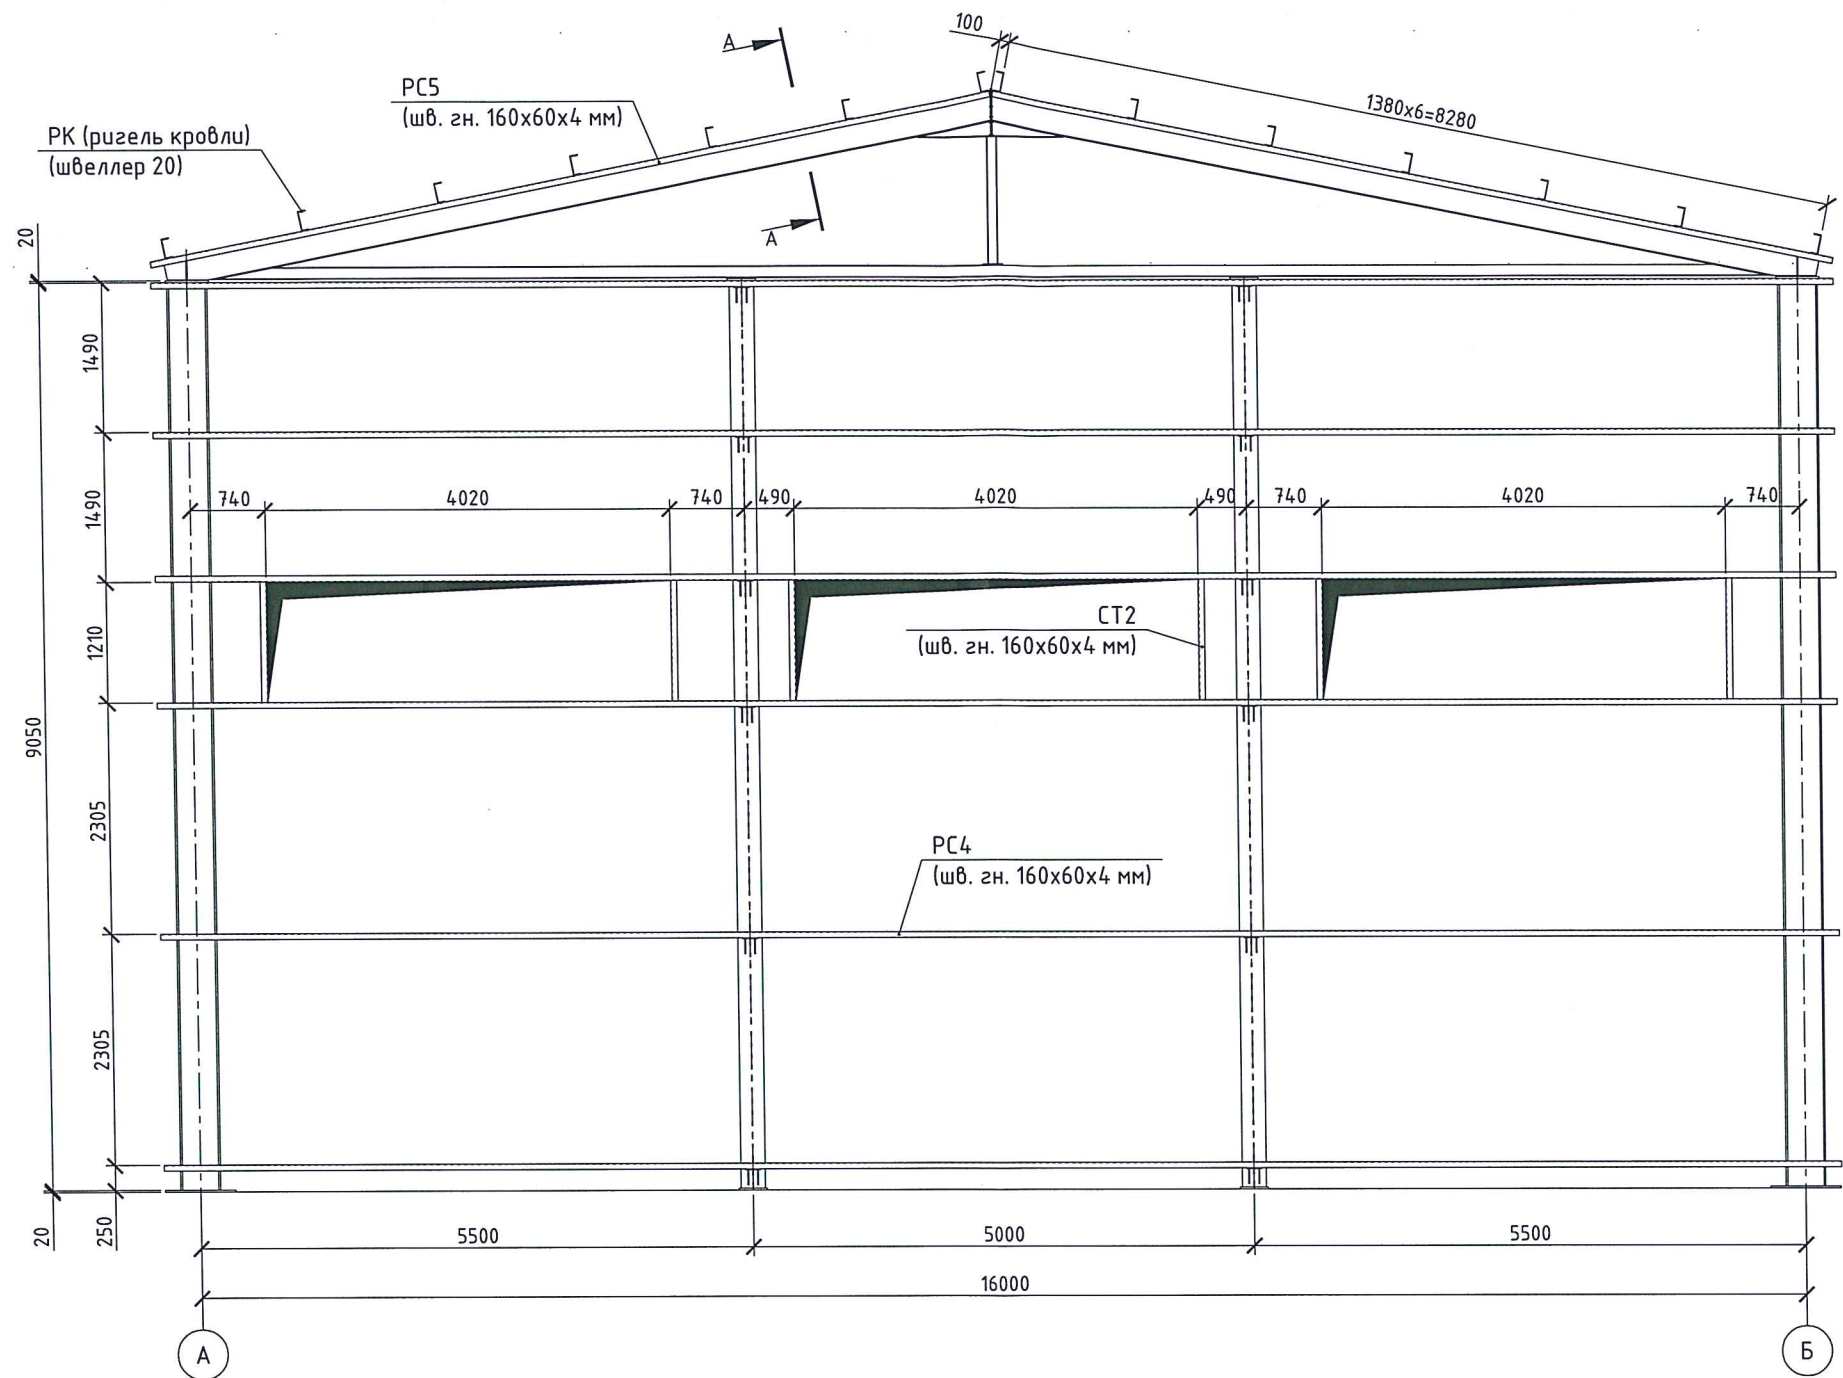 100
А
РС5
(шв. гн. 160х60х4 мм)
1380х6=8280
РК (ригель кровли)
(швеллер 20)
А
20
1490
1490
740
4020
740
490
4020
490
740
4020
740
1210
СТ2
(шв. гн. 160х60х4 мм)
9050
2305
РС4
(шв. гн. 160х60х4 мм)
2305
20
250
5500
5000
5500
16000
А
Б